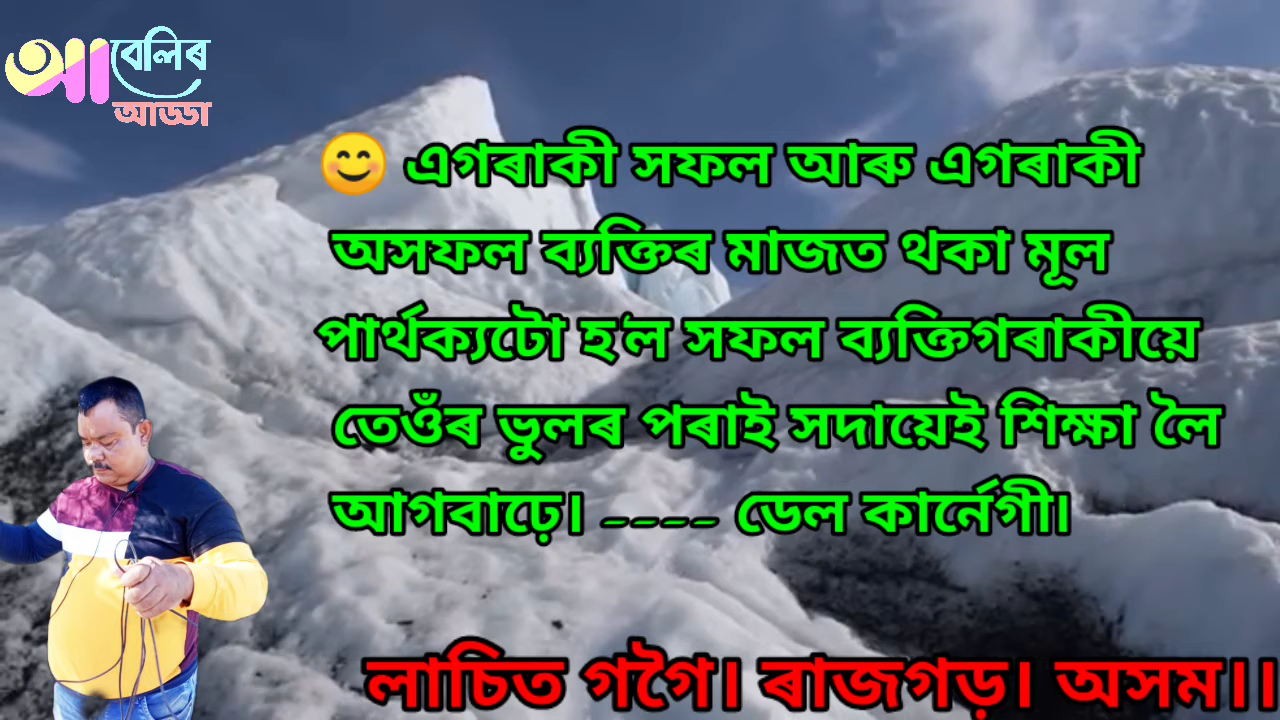 আবেলিৰ
আড্ডা
😊 এগৰাকী সফল আৰু এগৰাকী
অসফল ব্যক্তিৰ মাজত থকা মূল
পাৰ্থক্যটো হ'ল সফল ব্যক্তিগৰাকীয়ে
তেওঁৰ ভুলৰ পৰাই সদায়েই শিক্ষা লৈ
আগবাঢ়ে। ---- ডেল কাৰ্নেগী।
লাচিত গগৈ। ৰাজগড়। অসম।।